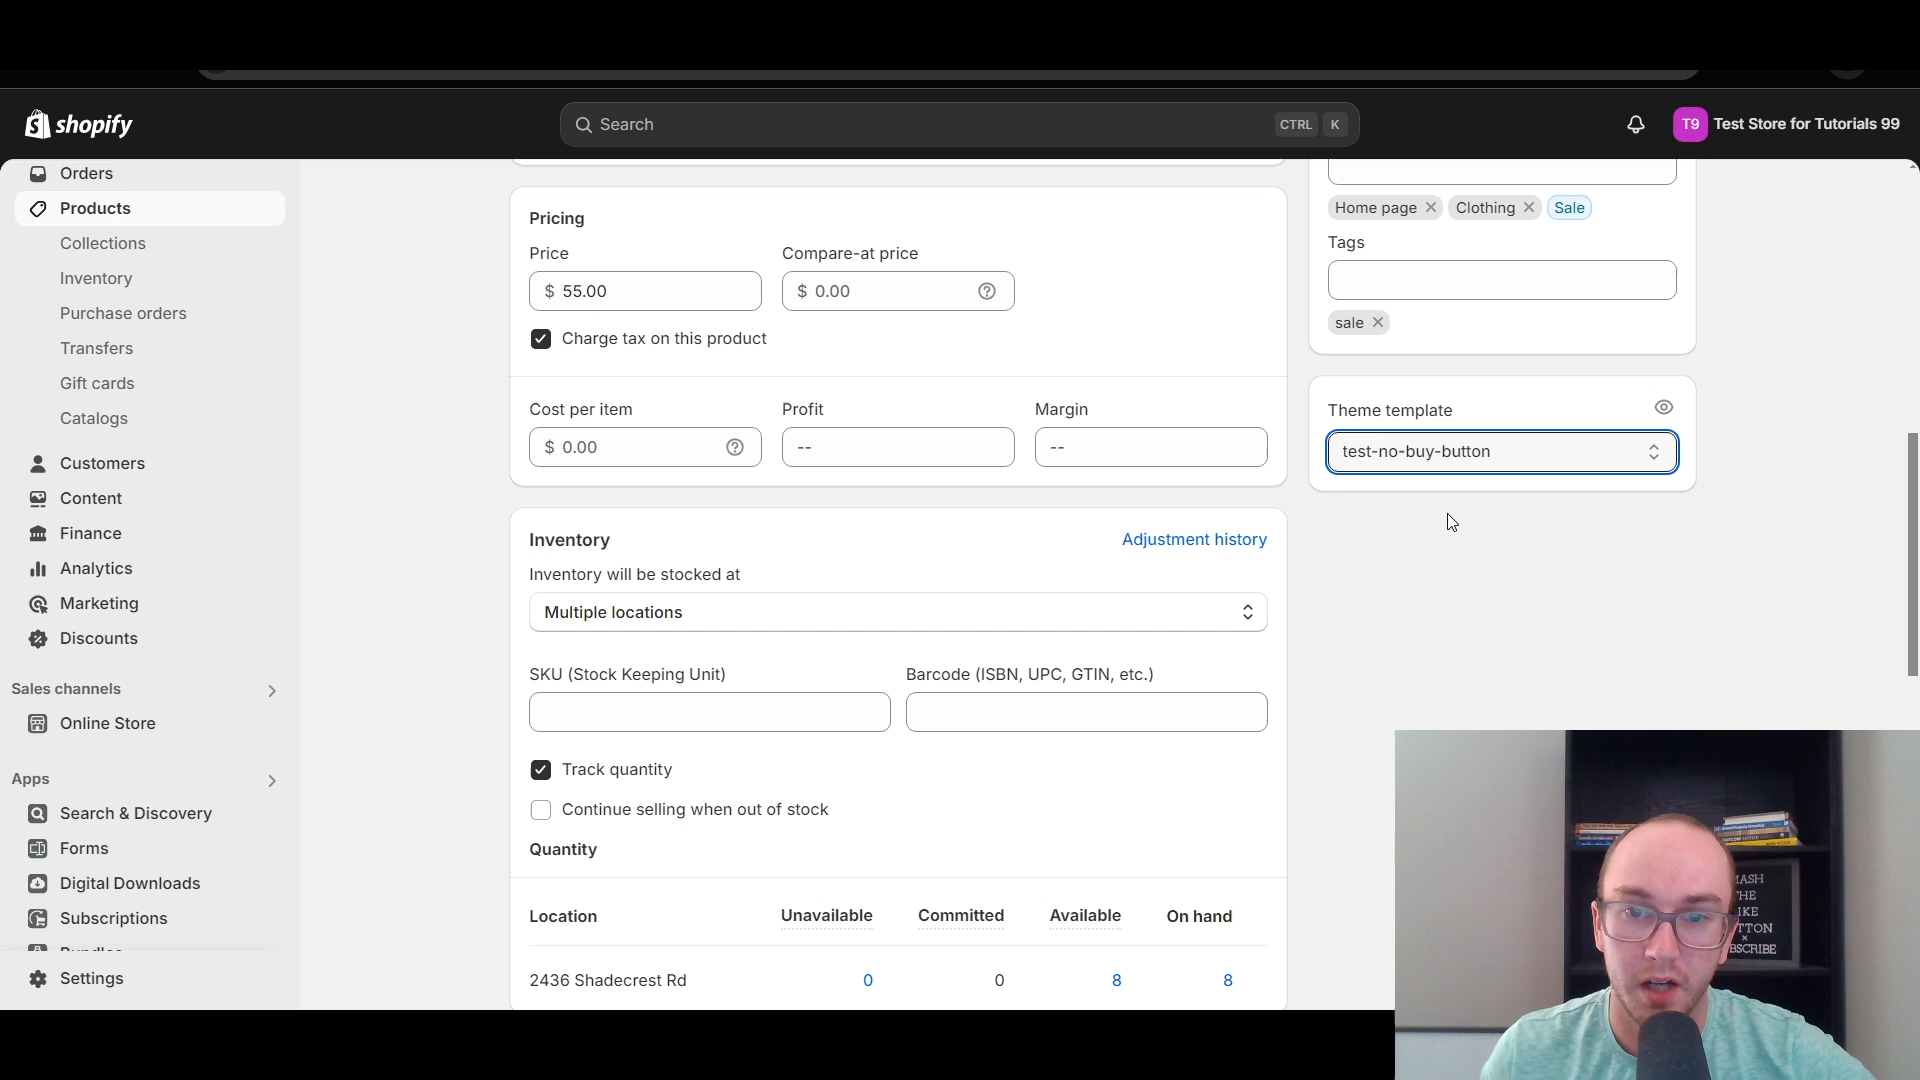 shopify
Search
CTRL K
T9
Test Store for Tutorials 99
Orders
Products
Collections
Inventory
Purchase orders
Transfers
Gift cards
Catalogs
Customers
Content
Finance
Analytics
Marketing
Discounts
Sales channels
Online Store
Apps
Search & Discovery
Forms
Digital Downloads
Subscriptions
Settings
Pricing
Price
Compare-at price
$ 55.00
$ 0.00
Charge tax on this product
Cost per item
Profit
Margin
$ 0.00
--
--
Inventory
Adjustment history
Inventory will be stocked at
Multiple locations
SKU (Stock Keeping Unit)
Barcode (ISBN, UPC, GTIN, etc.)
Track quantity
Continue selling when out of stock
Quantity
Location Unavailable Committed Available On hand
2436 Shadecrest Rd 0 0 8 8
Home page Clothing Sale
Tags
sale
Theme template
test-no-buy-button